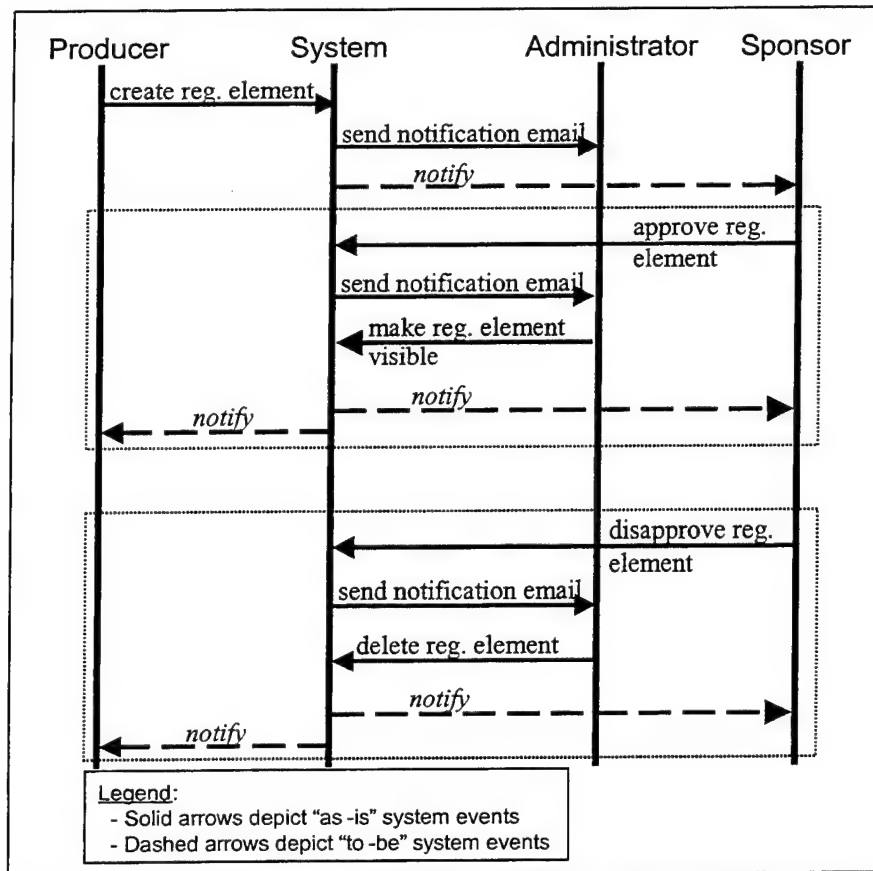 Producer System Administrator Sponsor
create reg. element
send notification email
notify
approve reg.
element
send notification email
make reg. element
visible
notify
notify
disapprove reg.
element
send notification email
delete reg. element
notify
notify
Legend:
- Solid arrows depict “as -is” system events
- Dashed arrows depict “to -be” system events